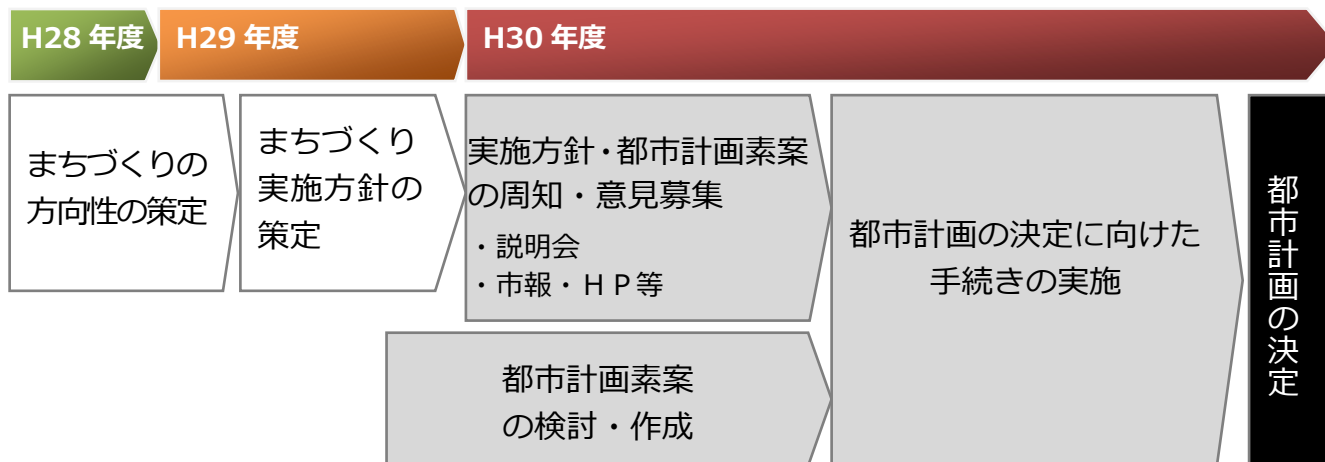 H28 年度
H29 年度
H30 年度
まちづくりの
方向性の策定
まちづくり
実施方針の
策定
実施方針・都市計画素案
の周知・意見募集
・説明会
・市報・ＨＰ等
都市計画素案
の検討・作成
都市計画の決定に向けた
手続きの実施
都市計画の決定